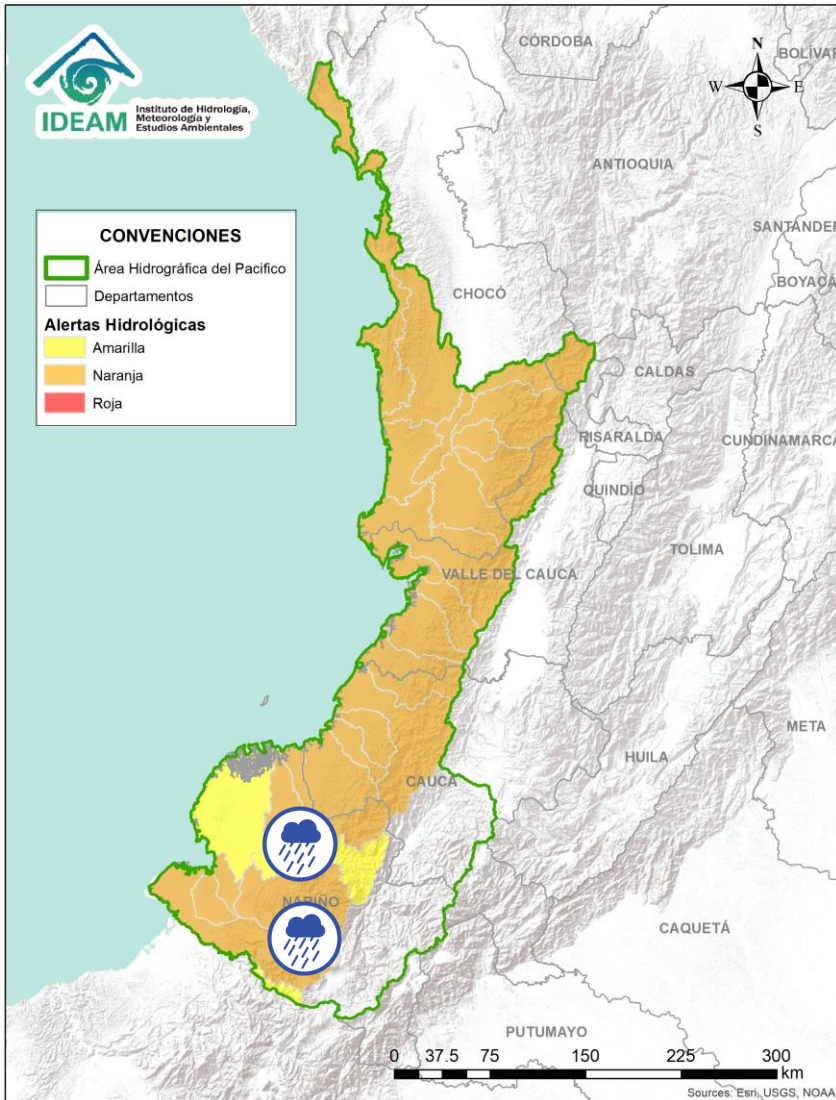 IDEAM
Instituto de Hidrología,
Meteorología y
Estudios Ambientales
CÓRDOBA
BOLÍVAR
N
W
E
S
ANTIOQUIA
SANTANDER
BOYACÁ
CONVENCIONES
Área Hidrográfica del Pacifico
Departamentos
Alertas Hidrológicas
Amarilla
Naranja
Roja
CHOCÓ
CALDAS
RISARALDA
CUNDINAMARCA
QUINDÍO
TOLIMA
VALLE DEL CAUCA
META
HUILA
CAUCA
NARIÑO
CAQUETÁ
PUTUMAYO
0 37.5 75 150 225 300
km
Sources: Esri, USGS, NOAA